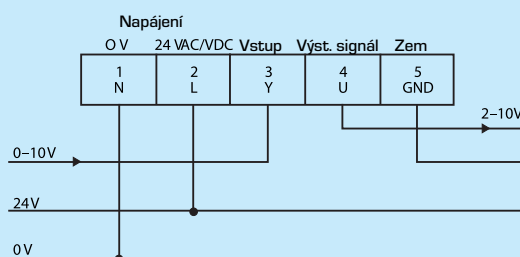 Napájení
0 V 24 VAC/VDC Vstup Výst. signál Zem
1 2 3 4 5
N L Y U GND
2–10V
0–10V
24V
0V